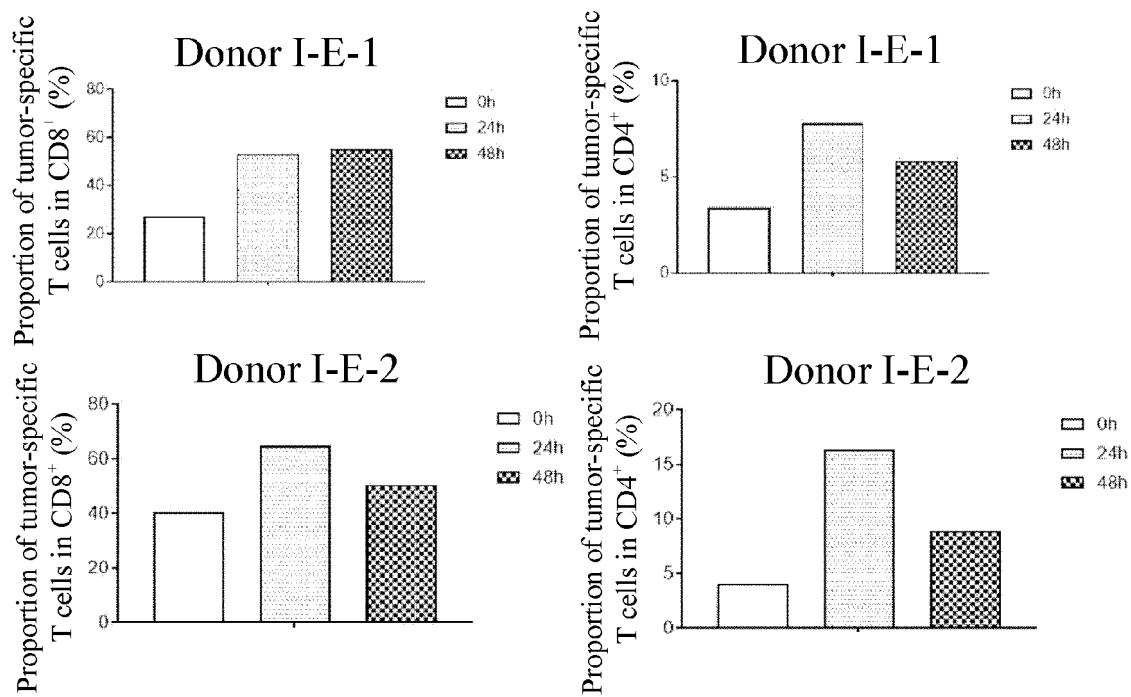 Donor I-E-1
Proportion of tumor-specific
T cells in CD8⁺ (%)
80
60
40
20
0
0h
24h
48h
Donor I-E-1
Proportion of tumor-specific
T cells in CD4⁺ (%)
10
5
0
0h
24h
48h
Donor I-E-2
Proportion of tumor-specific
T cells in CD8⁺ (%)
80
60
40
20
0
0h
24h
48h
Donor I-E-2
Proportion of tumor-specific
T cells in CD4⁺ (%)
20
15
10
5
0
0h
24h
48h